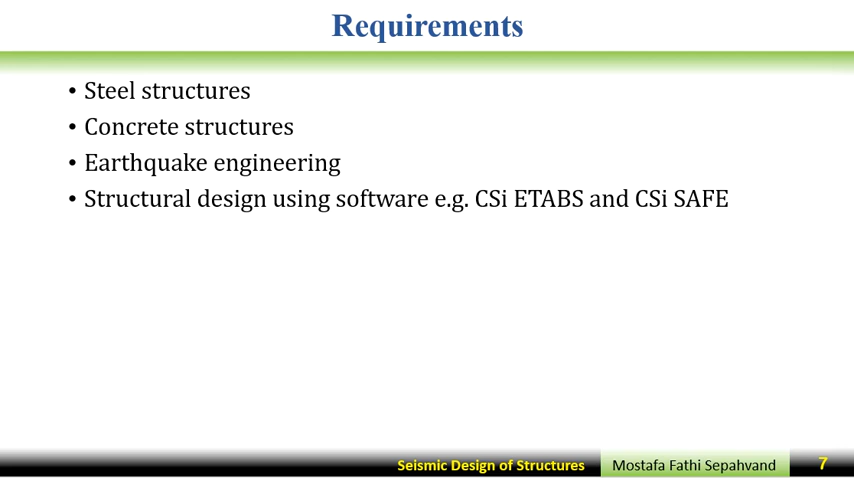 Requirements
• Steel structures
• Concrete structures
• Earthquake engineering
• Structural design using software e.g. CSi ETABS and CSi SAFE
Seismic Design of Structures
Mostafa Fathi Sepahvand
7